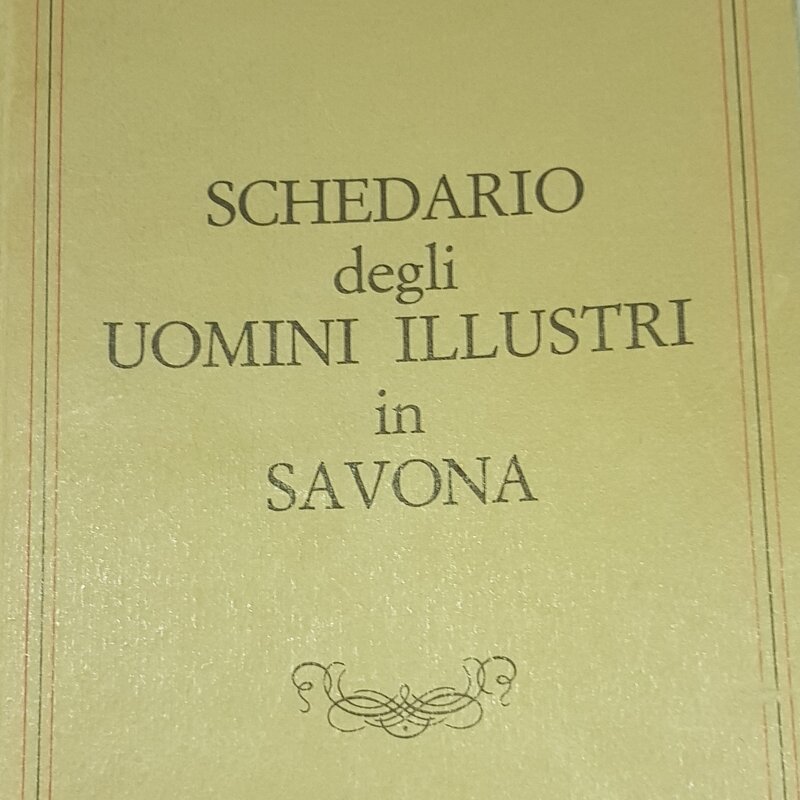 SCHEDARIO
degli
UOMINI ILLUSTRI
in
SAVONA